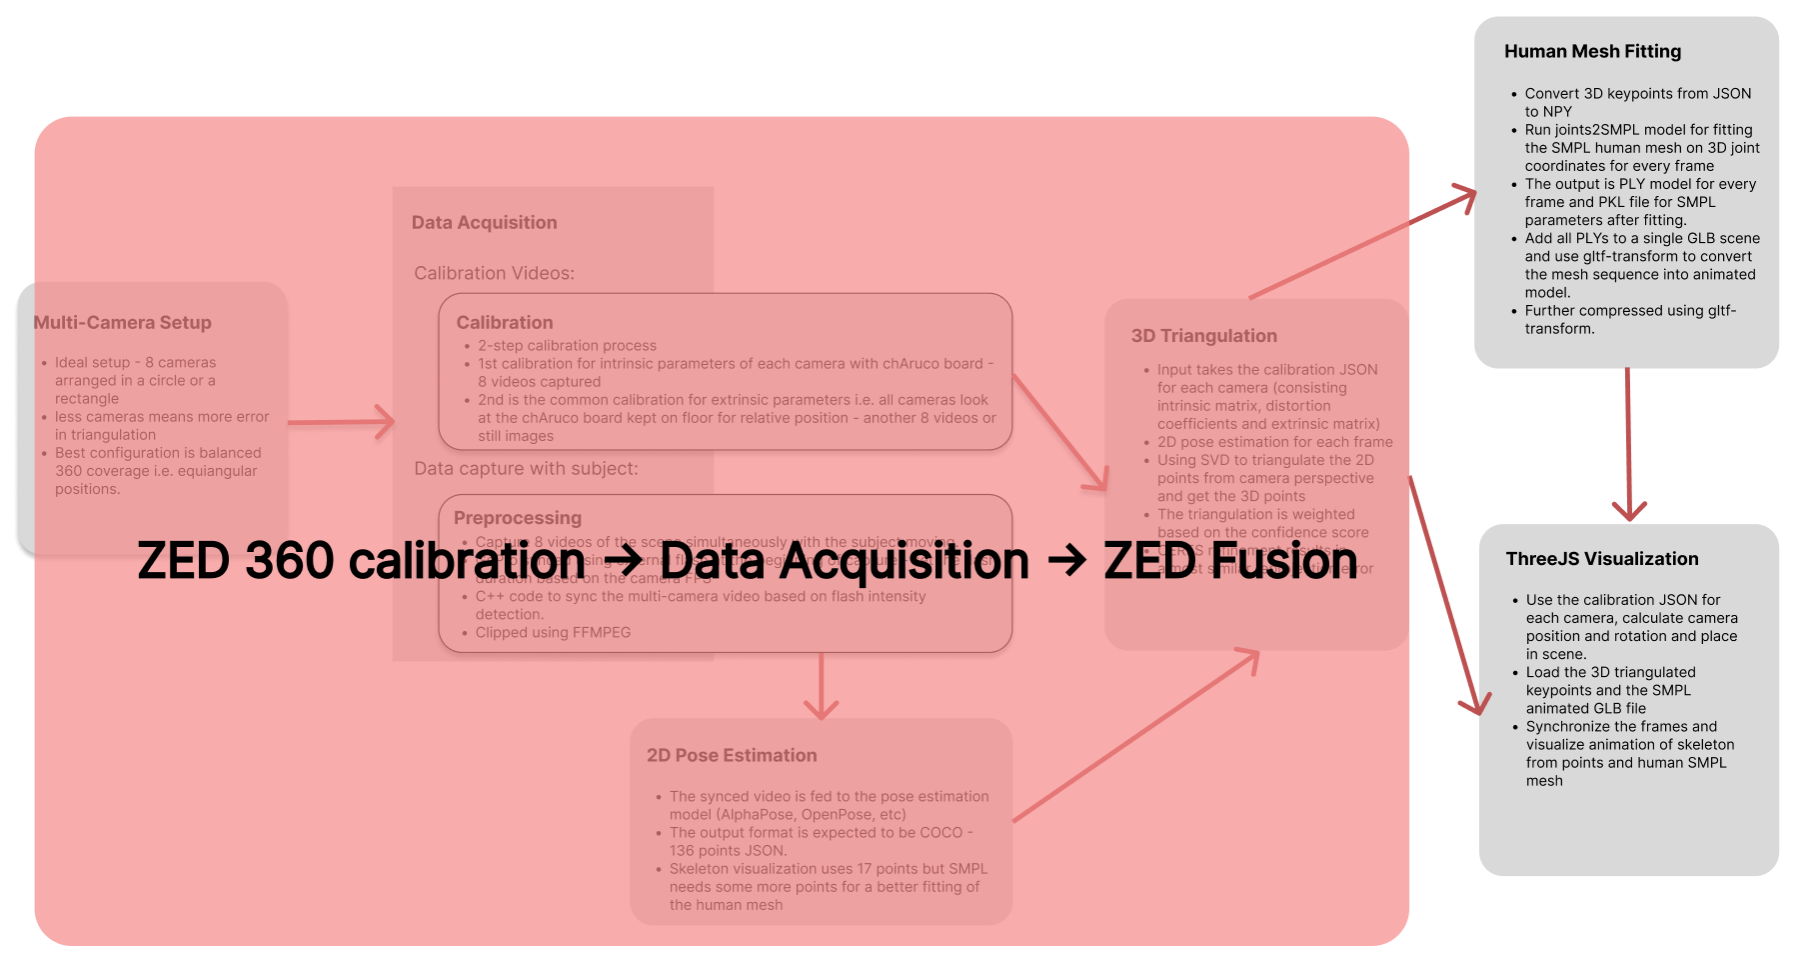 Multi-Camera Setup
• Ideal setup - 8 cameras
arranged in a circle or a
rectangle
• less cameras means more error
in triangulation
• Best configuration is balanced
360 coverage i.e. equiangular
positions.
Data Acquisition
Calibration Videos:
Calibration
• 2-step calibration process
• 1st calibration for intrinsic parameters of each camera with chAruco board -
8 videos captured
• 2nd is the common calibration for extrinsic parameters i.e. all cameras look
at the chAruco board kept on floor for relative position - another 8 videos or
still images
Data capture with subject:
Preprocessing
• Capture 8 videos of the scene simultaneously with the subject moving
duration based on the camera FPS
• C++ code to sync the multi-camera video based on flash intensity
detection.
• Clipped using FFMPEG
ZED 360 calibration → Data Acquisition → ZED Fusion
2D Pose Estimation
• The synced video is fed to the pose estimation
model (AlphaPose, OpenPose, etc)
• The output format is expected to be COCO -
136 points JSON.
• Skeleton visualization uses 17 points but SMPL
needs some more points for a better fitting of
the human mesh
3D Triangulation
• Input takes the calibration JSON
for each camera (consisting
intrinsic matrix, distortion
coefficients and extrinsic matrix)
• 2D pose estimation for each frame
• Using SVD to triangulate the 2D
points from camera perspective
and get the 3D points
• The triangulation is weighted
based on the confidence score
refinement results in
almost similar error
Human Mesh Fitting
• Convert 3D keypoints from JSON
to NPY
• Run joints2SMPL model for fitting
the SMPL human mesh on 3D joint
coordinates for every frame
• The output is PLY model for every
frame and PKL file for SMPL
parameters after fitting.
• Add all PLYs to a single GLB scene
and use gltf-transform to convert
the mesh sequence into animated
model.
• Further compressed using gltf-
transform.
ThreeJS Visualization
• Use the calibration JSON for
each camera, calculate camera
position and rotation and place
in scene.
• Load the 3D triangulated
keypoints and the SMPL
animated GLB file
• Synchronize the frames and
visualize animation of skeleton
from points and human SMPL
mesh